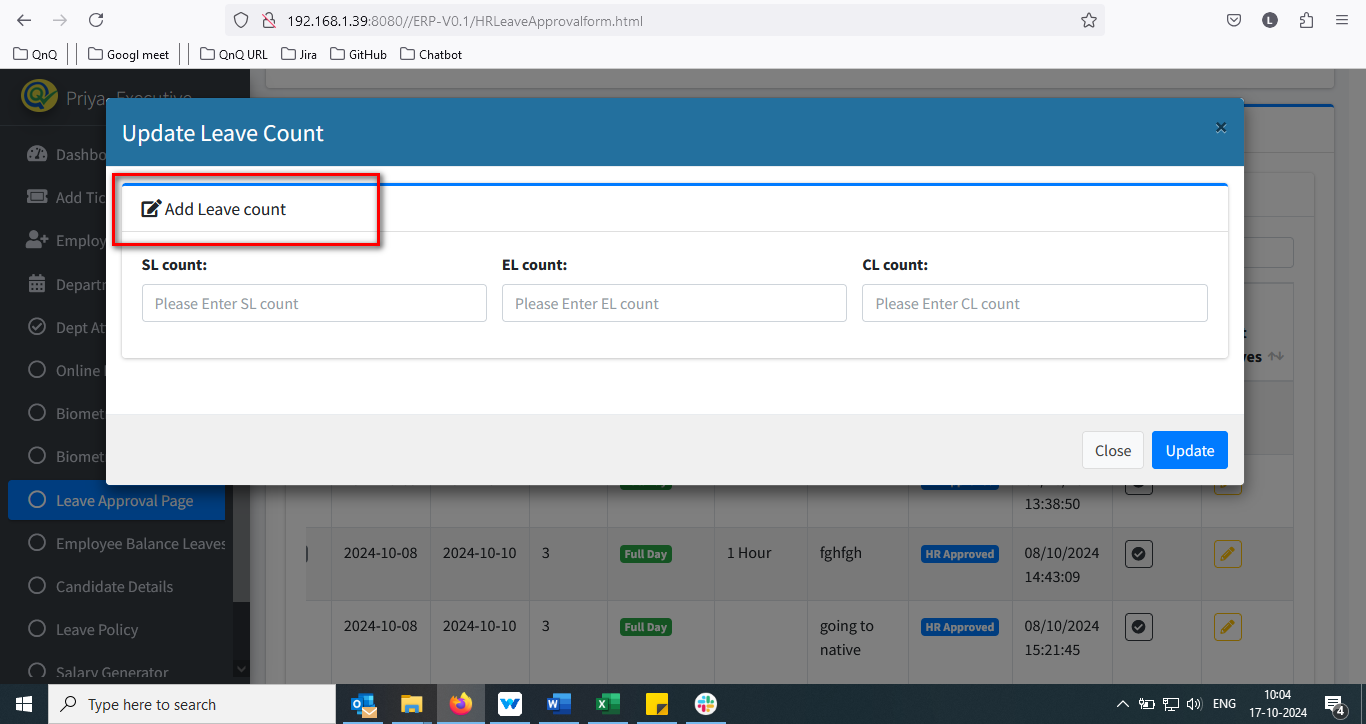 192.168.1.39:8080//ERP-V0.1/HRLeaveApprovalform.html
L
QnQ
Googl meet
QnQ URL
Jira
GitHub
Chatbot
Priya
Executive
Update Leave Count
×
Add Leave count
SL count:
EL count:
CL count:
Please Enter SL count
Please Enter EL count
Please Enter CL count
Close
Update
Dashbo
Add Tic
Employ
Departn
Dept At
Online
Biomet
Biomet
Leave Approval Page
Employee Balance Leaves
Candidate Details
Leave Policy
Salary Generator
ves
13:38:50
2024-10-08
2024-10-10
3
Full Day
1 Hour
fghfgh
HR Approved
08/10/2024
14:43:09
2024-10-08
2024-10-10
3
Full Day
going to
native
HR Approved
08/10/2024
15:21:45
Type here to search
ENG
10:04
17-10-2024
4